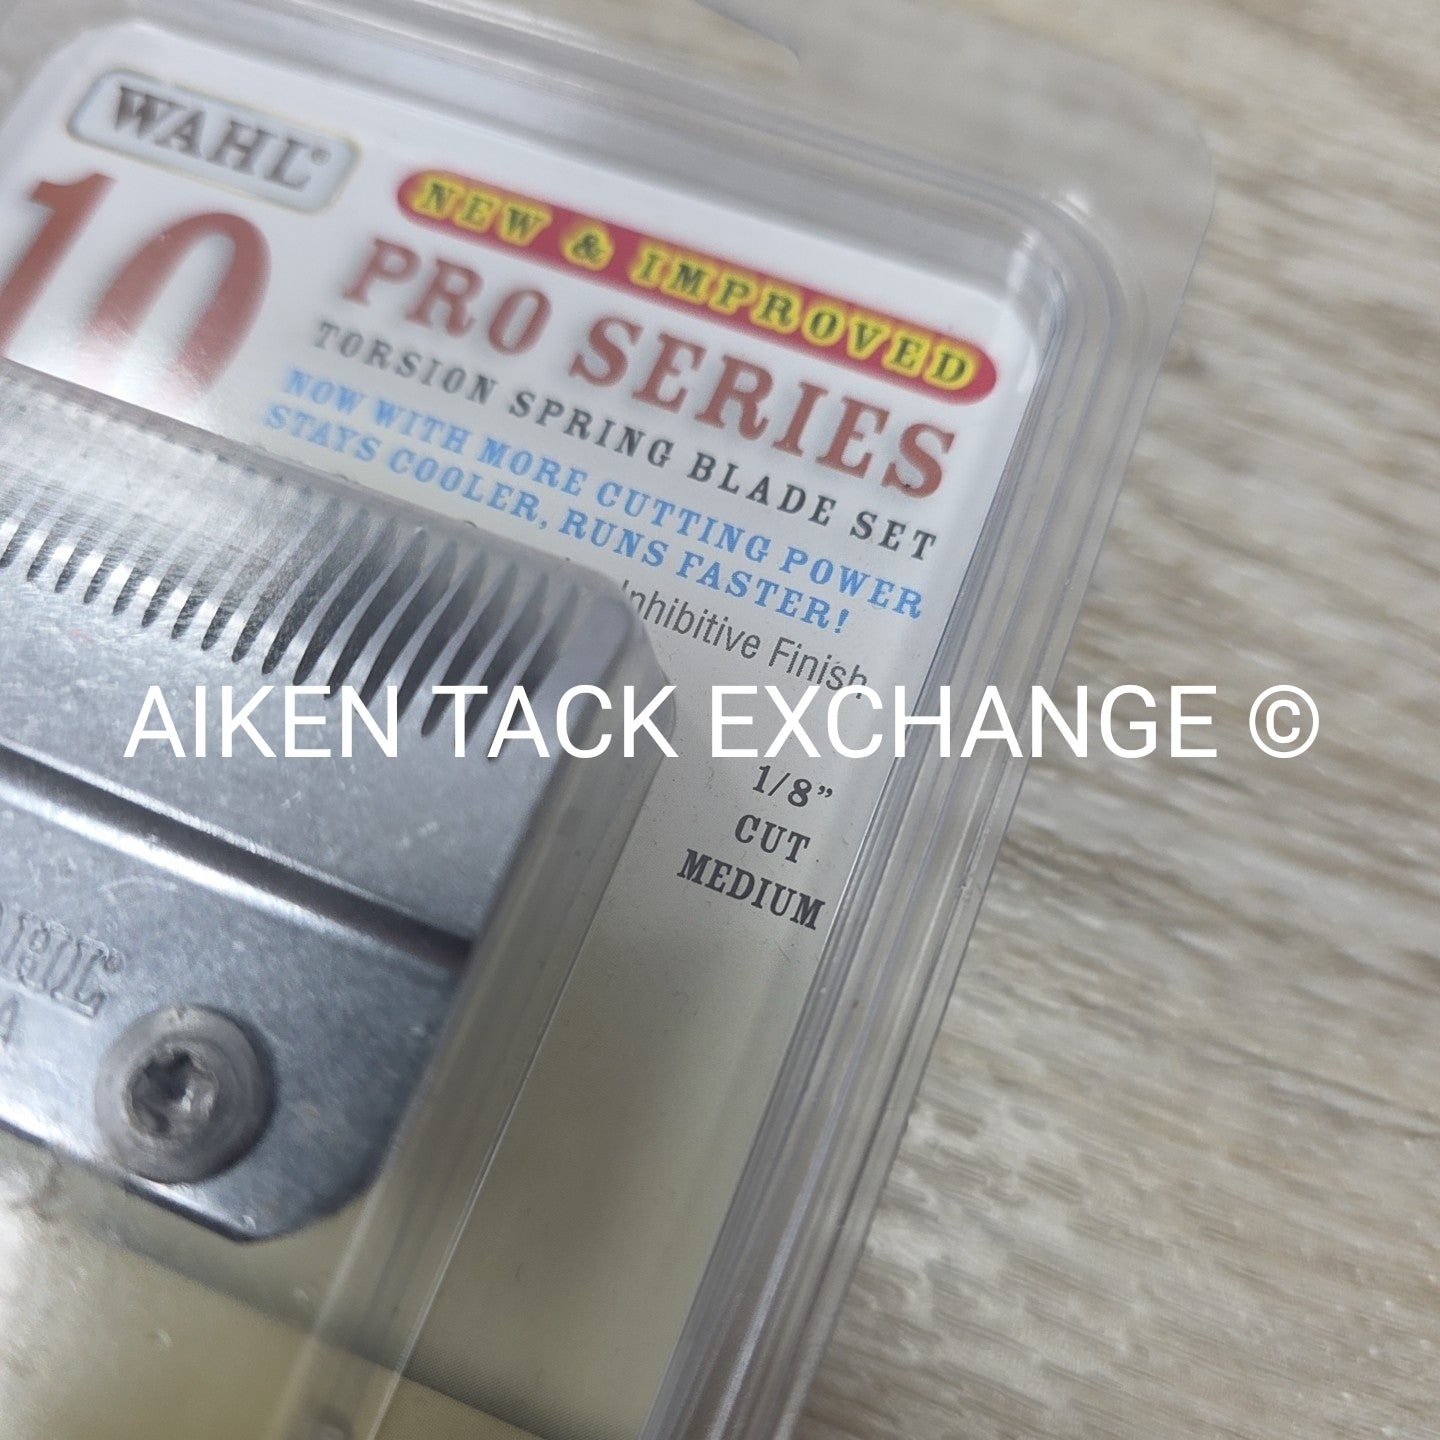 WAHL®
NEW & IMPROVED
10
PRO SERIES
TORSION SPRING BLADE SET
NOW WITH MORE CUTTING POWER
STAYS COOLER, RUNS FASTER!
Inhibitive Finish
AIKEN TACK EXCHANGE ©
1/8”
CUT
MEDIUM